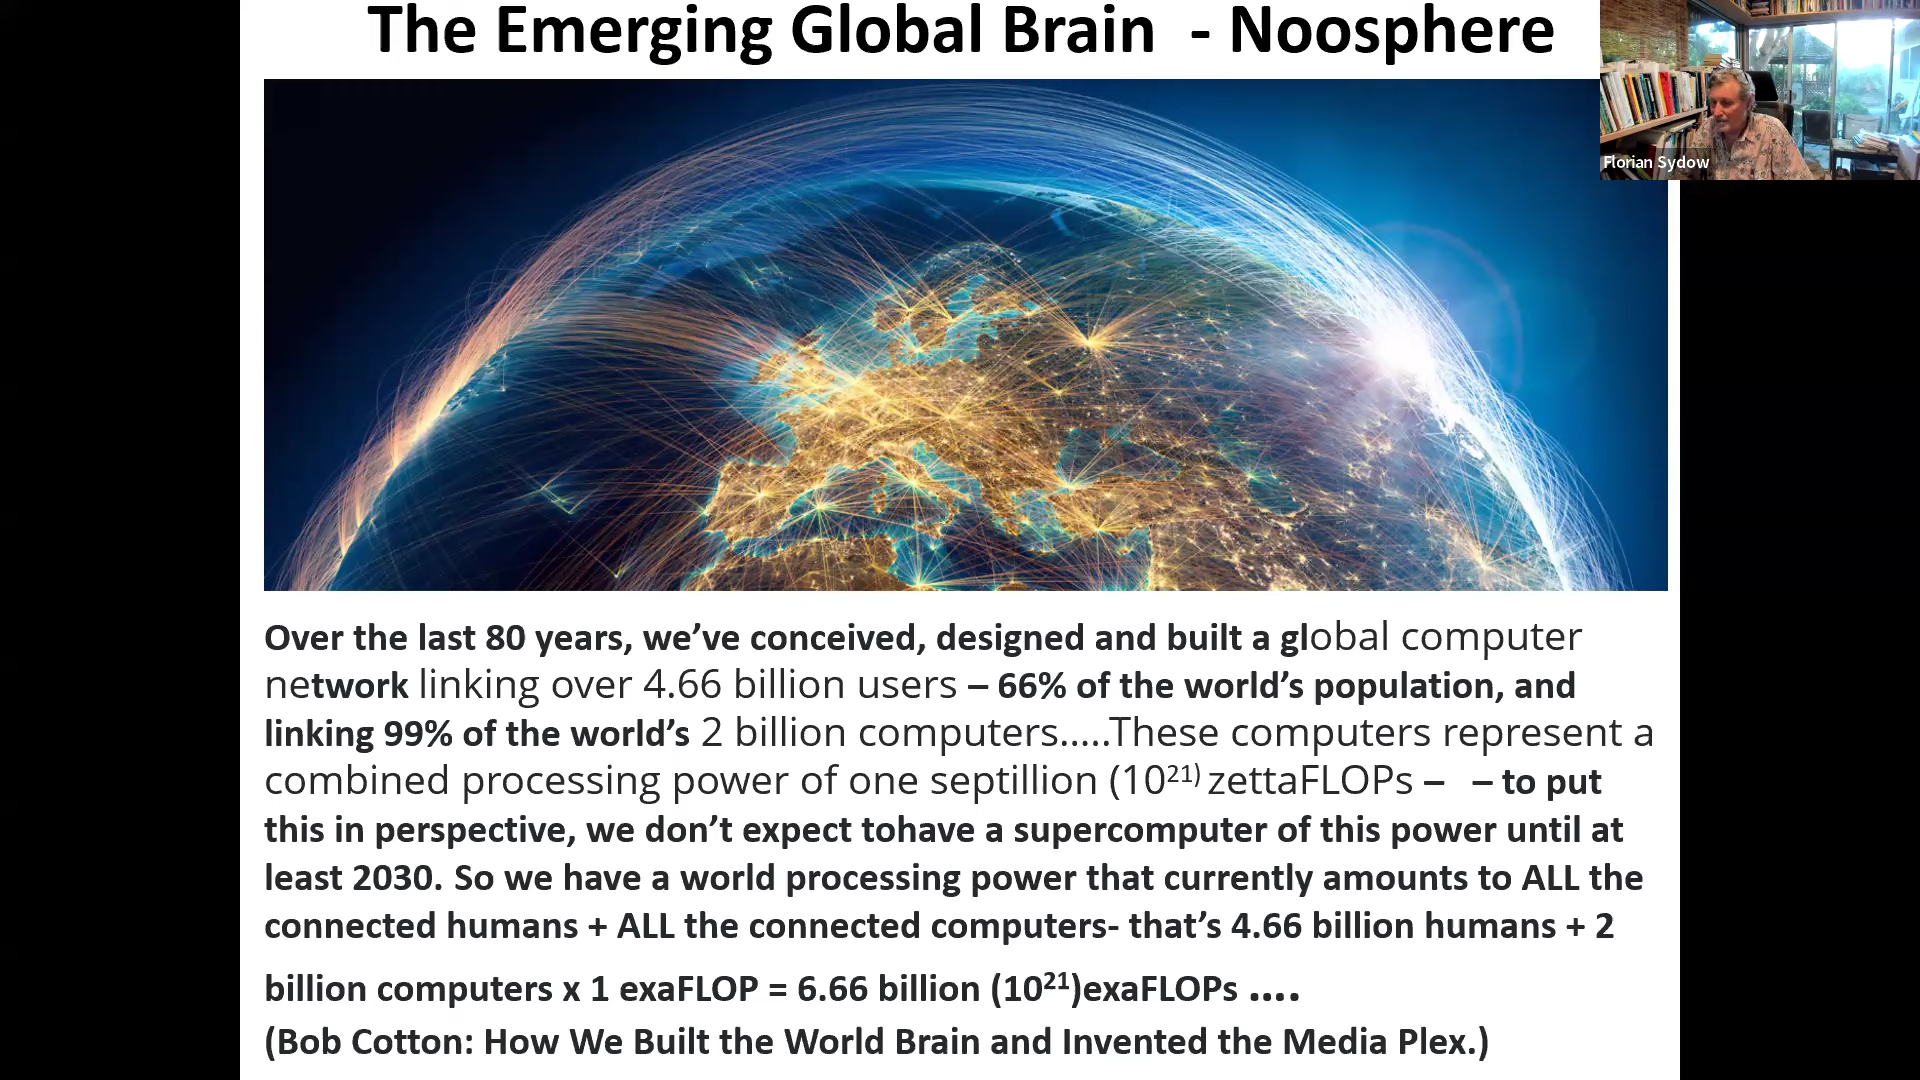 The Emerging Global Brain - Noosphere
Florian Sydow
Over the last 80 years, we’ve conceived, designed and built a global computer
network linking over 4.66 billion users – 66% of the world’s population, and
linking 99% of the world’s 2 billion computers.....These computers represent a
combined processing power of one septillion (10²¹⁾ zettaFLOPs – – to put
this in perspective, we don’t expect tohave a supercomputer of this power until at
least 2030. So we have a world processing power that currently amounts to ALL the
connected humans + ALL the connected computers- that’s 4.66 billion humans + 2
billion computers x 1 exaFLOP = 6.66 billion (10²¹)exaFLOPs ....
(Bob Cotton: How We Built the World Brain and Invented the Media Plex.)